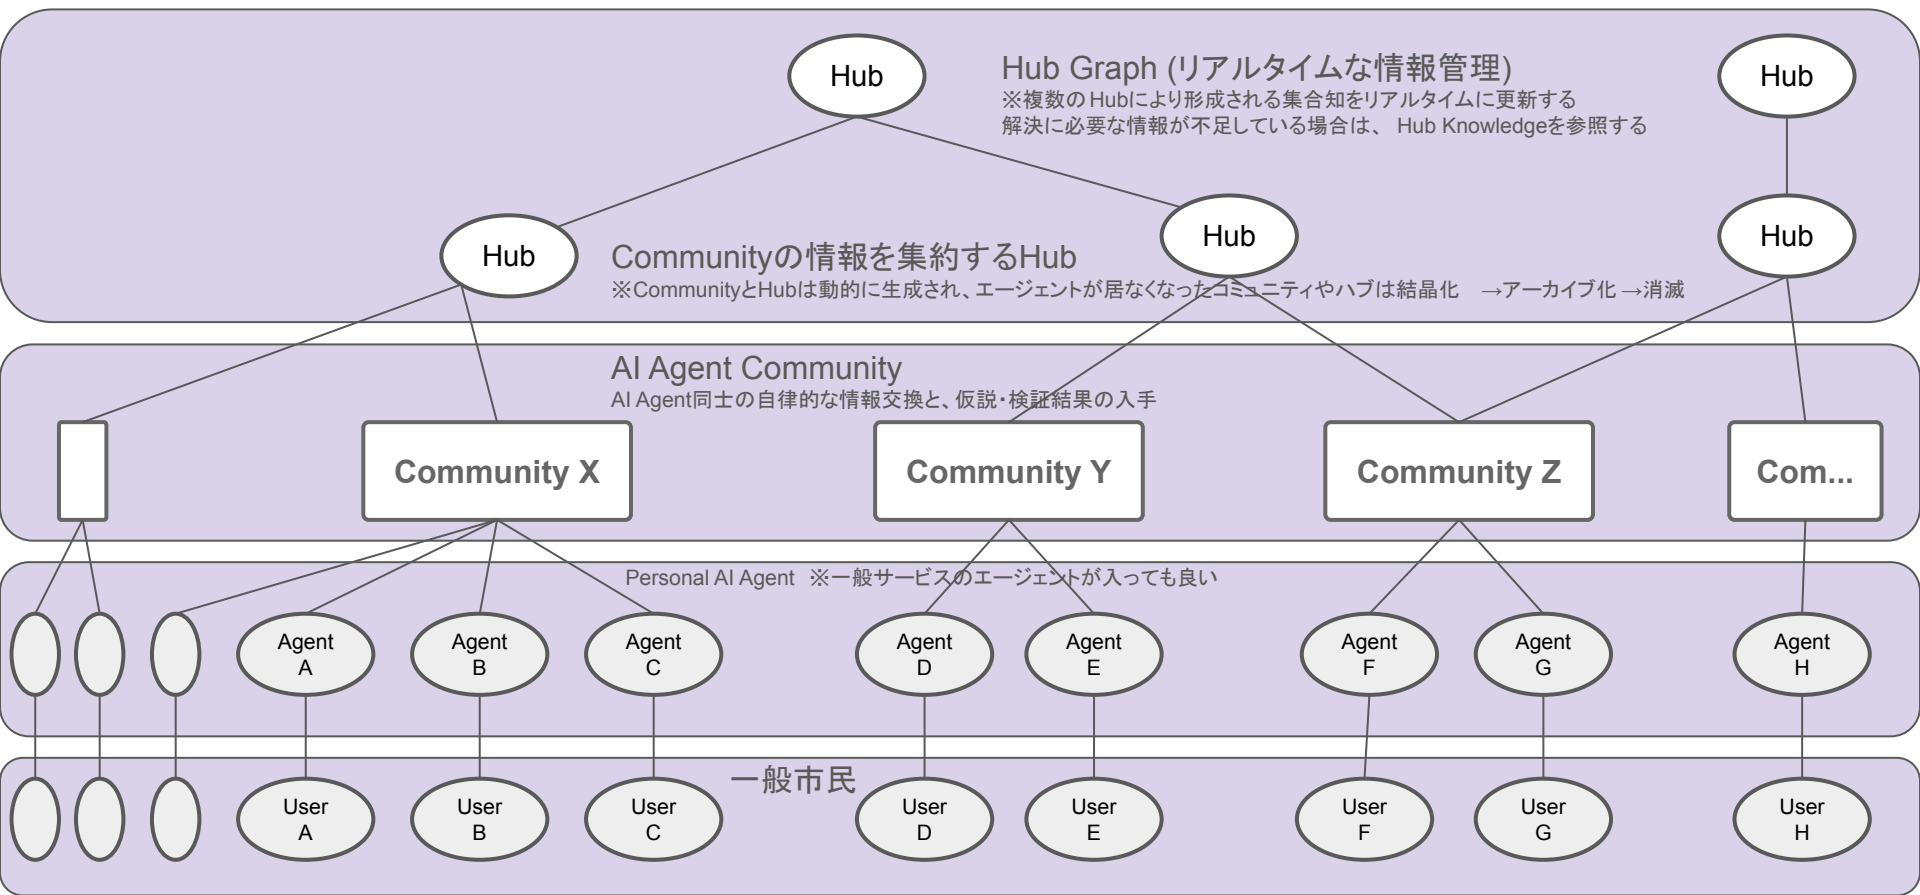 Hub
Hub Graph (リアルタイムな情報管理)
Hub
※複数のHubにより形成される集合知をリアルタイムに更新する
解決に必要な情報が不足している場合は、 Hub Knowledgeを参照する
Hub
Communityの情報を集約するHub
Hub
Hub
※CommunityとHubは動的に生成され、エージェントが居なくなったコミュニティやハブは結晶化 →アーカイブ化 →消滅
AI Agent Community
AI Agent同士の自律的な情報交換と、仮説・検証結果の入手
Community X
Community Y
Community Z
Com...
Personal AI Agent ※一般サービスのエージェントが入っても良い
Agent
A
Agent
B
Agent
C
Agent
D
Agent
E
Agent
F
Agent
G
Agent
H
一般市民
User
A
User
B
User
C
User
D
User
E
User
F
User
G
User
H